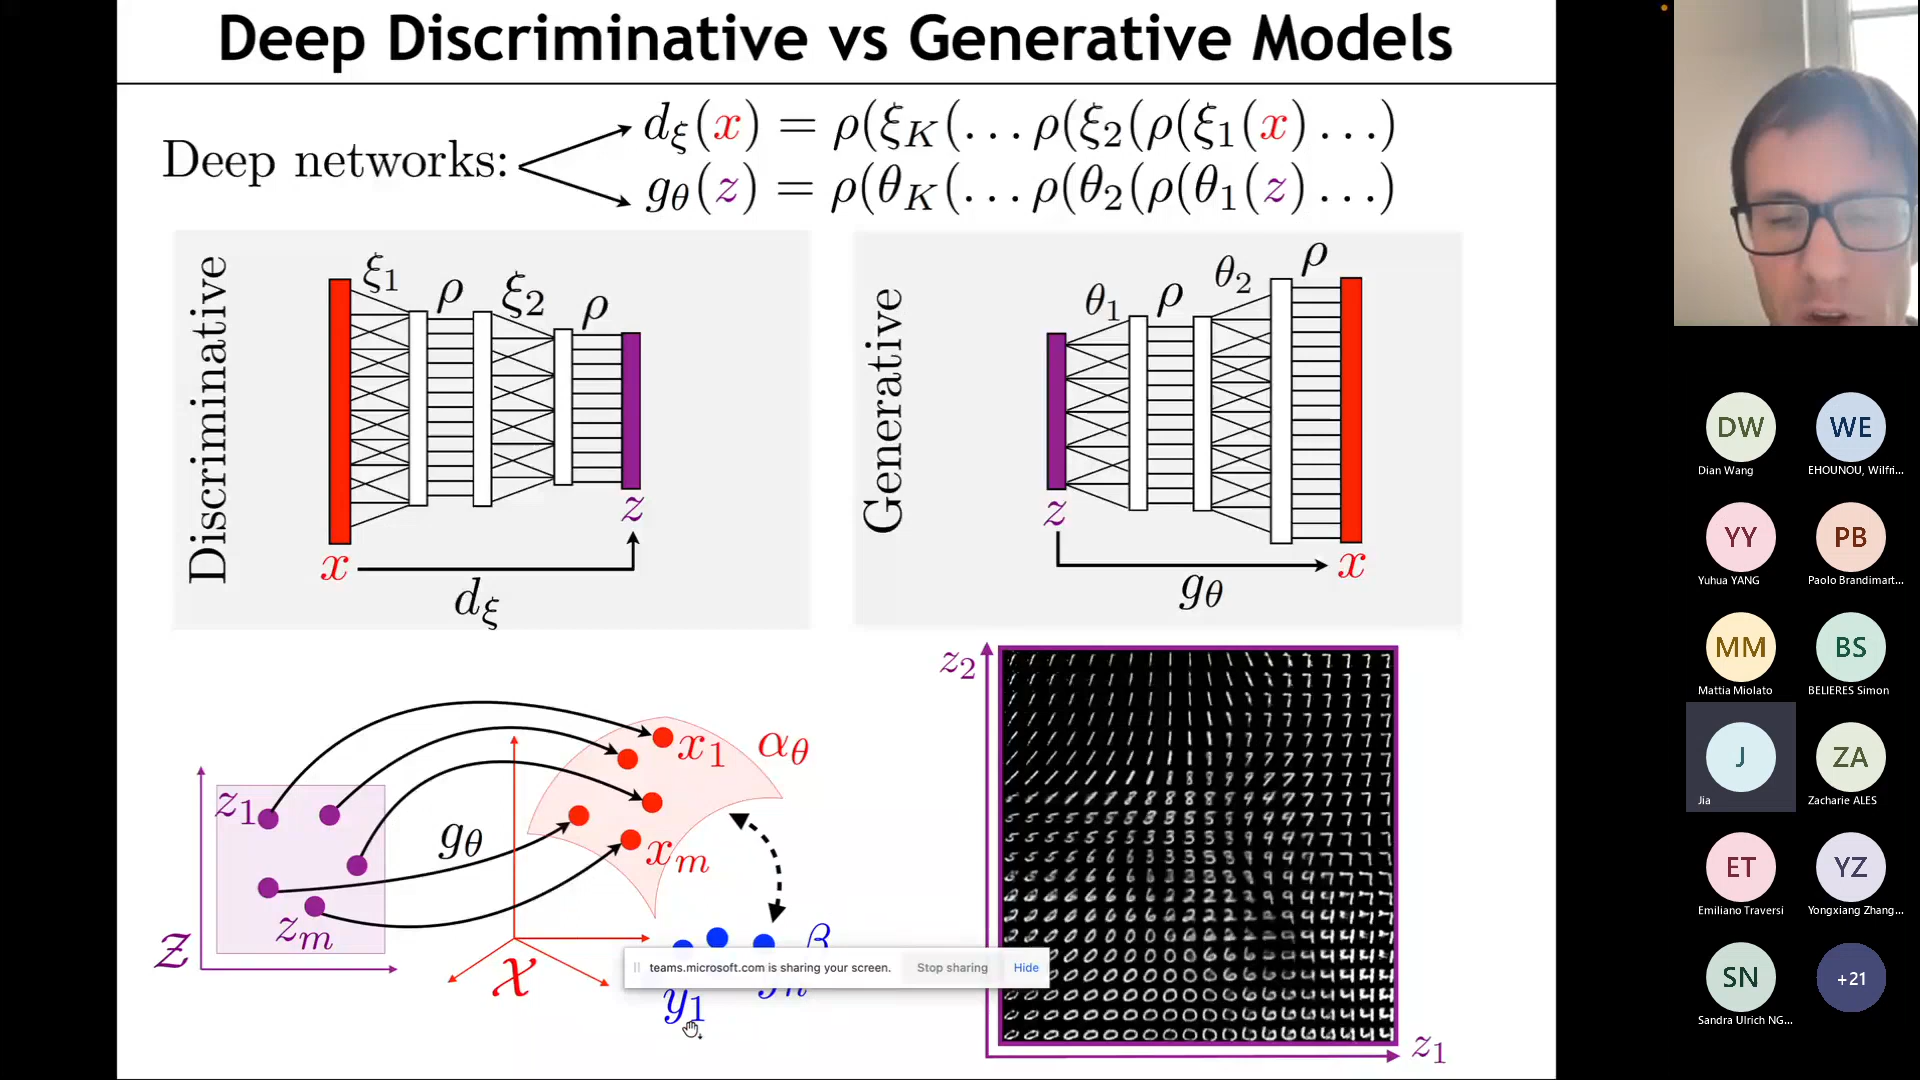 Deep Discriminative vs Generative Models
Deep networks:
d_ξ(x) = ρ(ξ_K(...ρ(ξ_2(ρ(ξ_1(x)...)
g_θ(z) = ρ(θ_K(...ρ(θ_2(ρ(θ_1(z)...)
Discriminative
ξ_1 ρ ξ_2 ρ
z
x
d_ξ
Generative
θ_1 ρ θ_2 ρ
z
x
g_θ
z_1
z_m
Z
g_θ
x_1
x_m
α_θ
X
β
y_1
z_2
z_1
teams.microsoft.com is sharing your screen. Stop sharing Hide
DW WE
Dian Wang EHOUNOU, Wilfri...
YY PB
Yuhua YANG Paolo Brandimart...
MM BS
Mattia Miolato BELIERES Simon
J ZA
Jia Zacharie ALES
ET YZ
Emiliano Traversi Yongxiang Zhang...
SN +21
Sandra Ulrich NG...